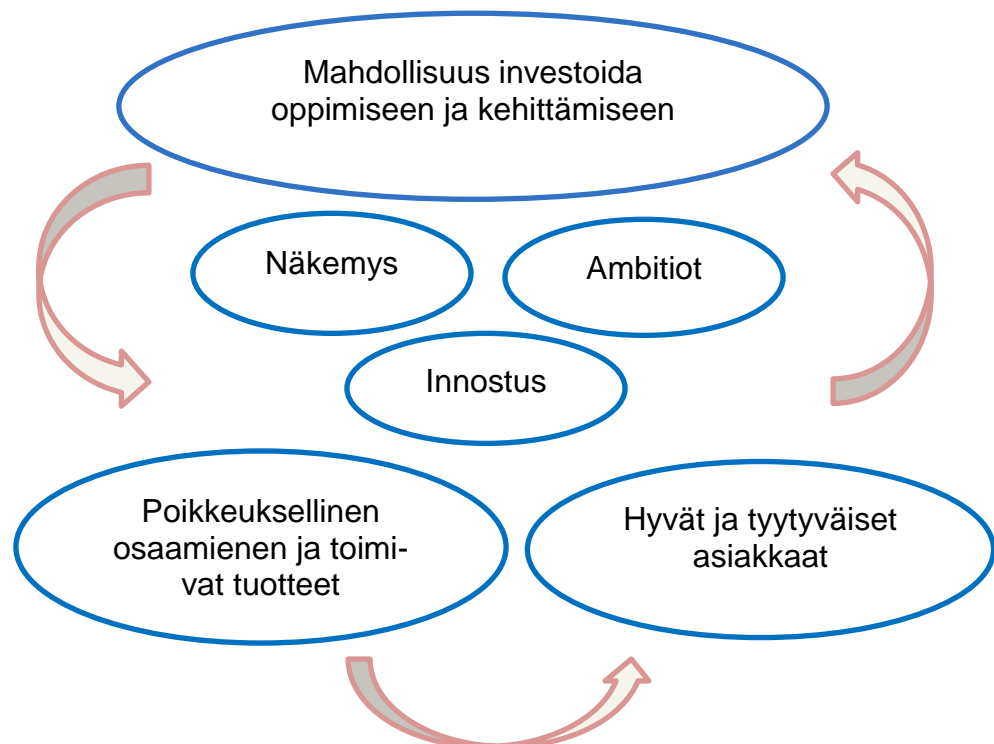 Mahdollisuus investoida
oppimiseen ja kehittämiseen
Näkemys
Ambitiot
Innostus
Poikkeuksellinen
osaamienen ja toimi-
vat tuotteet
Hyvät ja tyytyväiset
asiakkaat